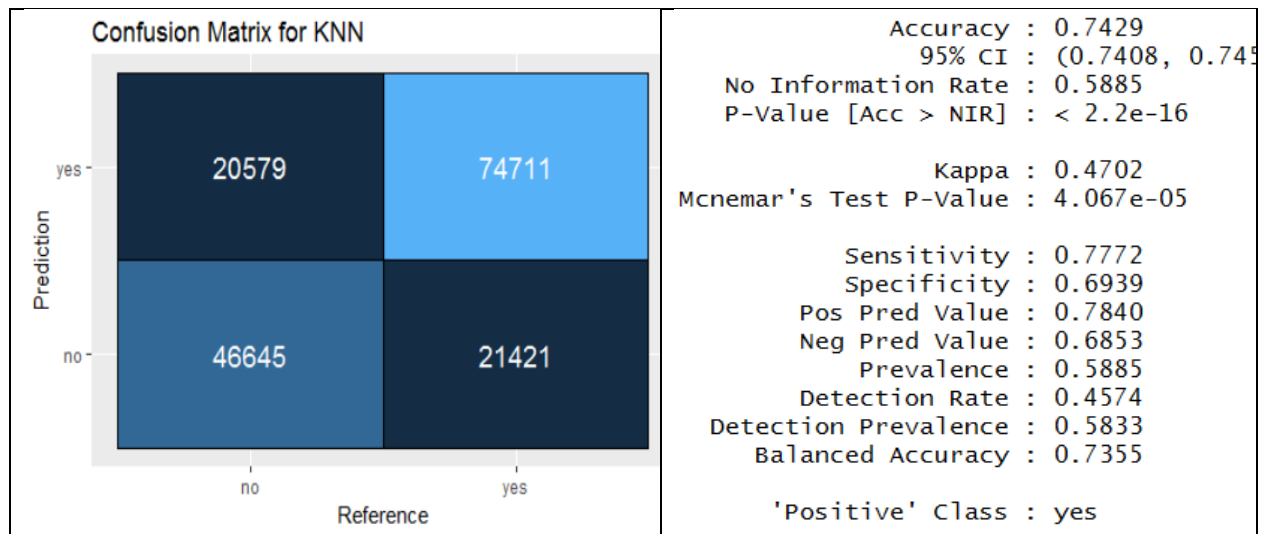 Confusion Matrix for KNN
yes
20579
74711
Prediction
no
46645
21421
no
yes
Reference
Accuracy : 0.7429
95% CI : (0.7408, 0.745
No Information Rate : 0.5885
P-Value [Acc > NIR] : < 2.2e-16
Kappa : 0.4702
Mcnemar's Test P-Value : 4.067e-05
Sensitivity : 0.7772
Specificity : 0.6939
Pos Pred Value : 0.7840
Neg Pred Value : 0.6853
Prevalence : 0.5885
Detection Rate : 0.4574
Detection Prevalence : 0.5833
Balanced Accuracy : 0.7355
'Positive' Class : yes